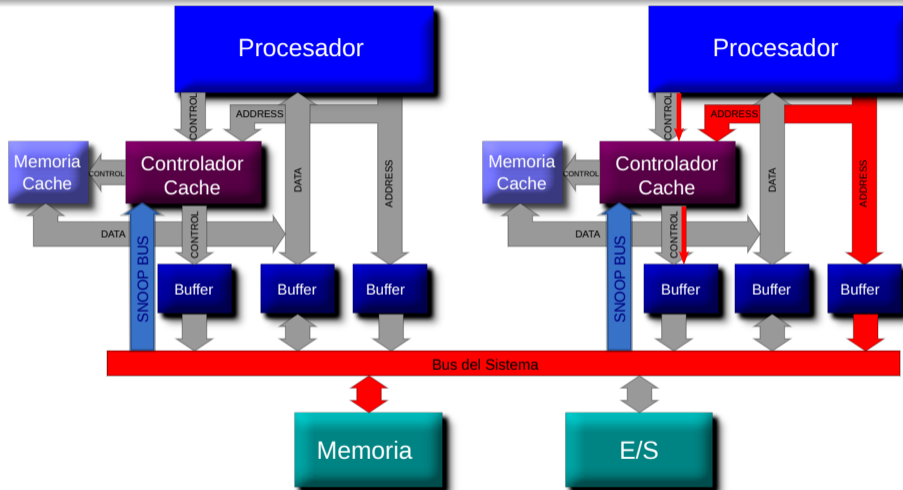 Procesador
Procesador
CONTROL
ADDRESS
CONTROL
ADDRESS
Memoria
Cache
CONTROL
Controlador
Cache
DATA
ADDRESS
Memoria
Cache
CONTROL
Controlador
Cache
DATA
ADDRESS
DATA
CONTROL
DATA
CONTROL
SNOOP BUS
Buffer
Buffer
Buffer
SNOOP BUS
Buffer
Buffer
Buffer
Bus del Sistema
Memoria
E/S